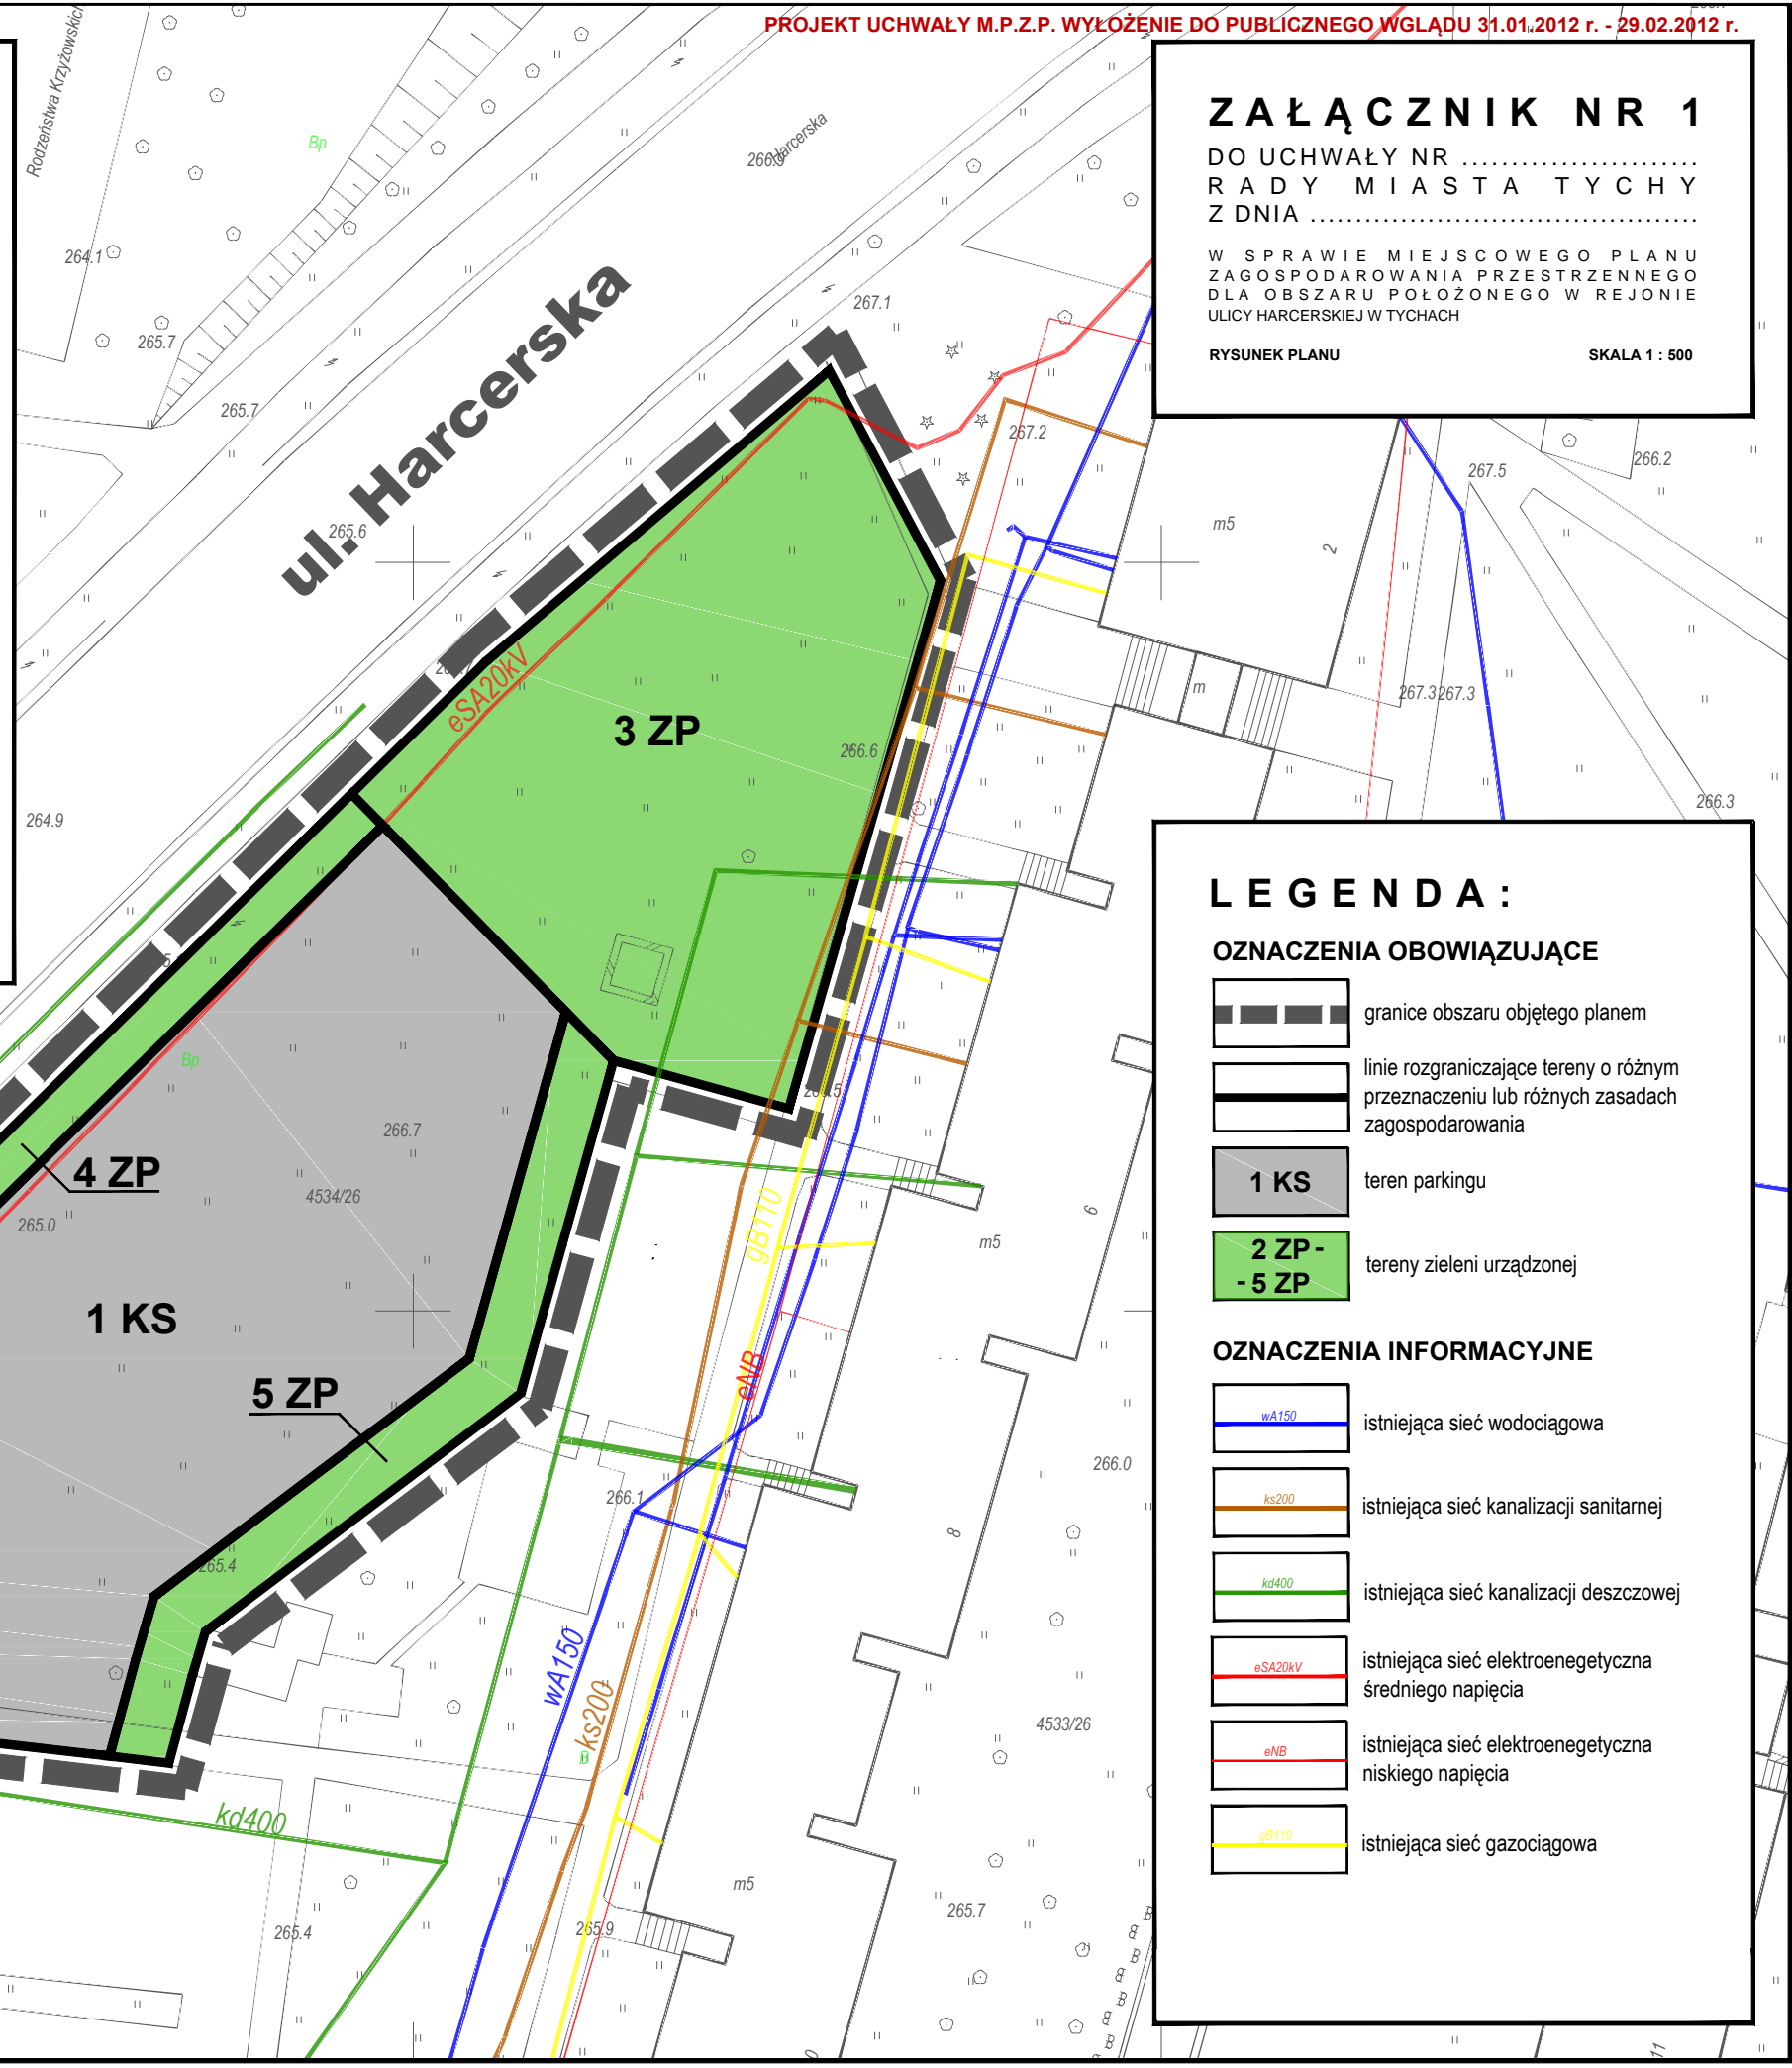 PROJEKT UCHWAŁY M.P.Z.P. WYŁOŻENIE DO PUBLICZNEGO WGLĄDU 31.01.2012 r. - 29.02.2012 r.
ZAŁĄCZNIK NR 1
DO UCHWAŁY NR ........................
RADY MIASTA TYCHY
Z DNIA ...........................................
W SPRAWIE MIEJSCOWEGO PLANU
ZAGOSPODAROWANIA PRZESTRZENNEGO
DLA OBSZARU POŁOŻONEGO W REJONIE
ULICY HARCERSKIEJ W TYCHACH
RYSUNEK PLANU SKALA 1 : 500
Rodzeństwa Krzyżowskich
Bp
266.9
Harcerska
264.1
265.7
267.1
265.7
ul. Harcerska
267.2
267.5
266.2
265.6
m5
2
eSA20kV
3 ZP
m
267.3
267.3
266.6
264.9
266.3
Bp
266.7
4 ZP
4534/26
265.0
1 KS
5 ZP
gB110
m5
6
eNB
266.1
266.0
265.4
8
wA150
ks200
B
4533/26
kd400
m5
265.7
265.4
265.9
11
LEGENDA:
OZNACZENIA OBOWIĄZUJĄCE
granice obszaru objętego planem
linie rozgraniczające tereny o różnym
przeznaczeniu lub różnych zasadach
zagospodarowania
1 KS teren parkingu
2 ZP -
- 5 ZP tereny zieleni urządzonej
OZNACZENIA INFORMACYJNE
wA150 istniejąca sieć wodociągowa
ks200 istniejąca sieć kanalizacji sanitarnej
kd400 istniejąca sieć kanalizacji deszczowej
eSA20kV istniejąca sieć elektroenegetyczna
średniego napięcia
eNB istniejąca sieć elektroenegetyczna
niskiego napięcia
gB110 istniejąca sieć gazociągowa